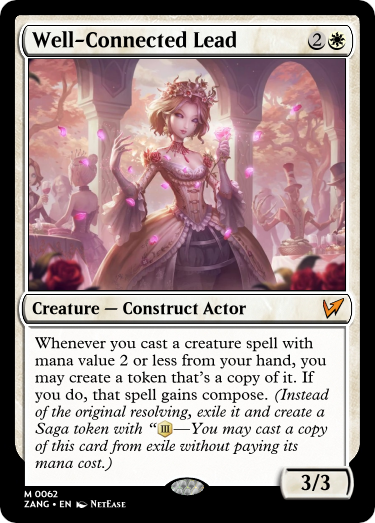 Well-Connected Lead 2
Creature — Construct Actor
Whenever you cast a creature spell with
mana value 2 or less from your hand, you
may create a token that's a copy of it. If
you do, that spell gains compose. (Instead
of the original resolving, exile it and create a
Saga token with “III—You may cast a copy
of this card from exile without paying its
mana cost.)
3/3
M 0062
ZANG • EN NetEase